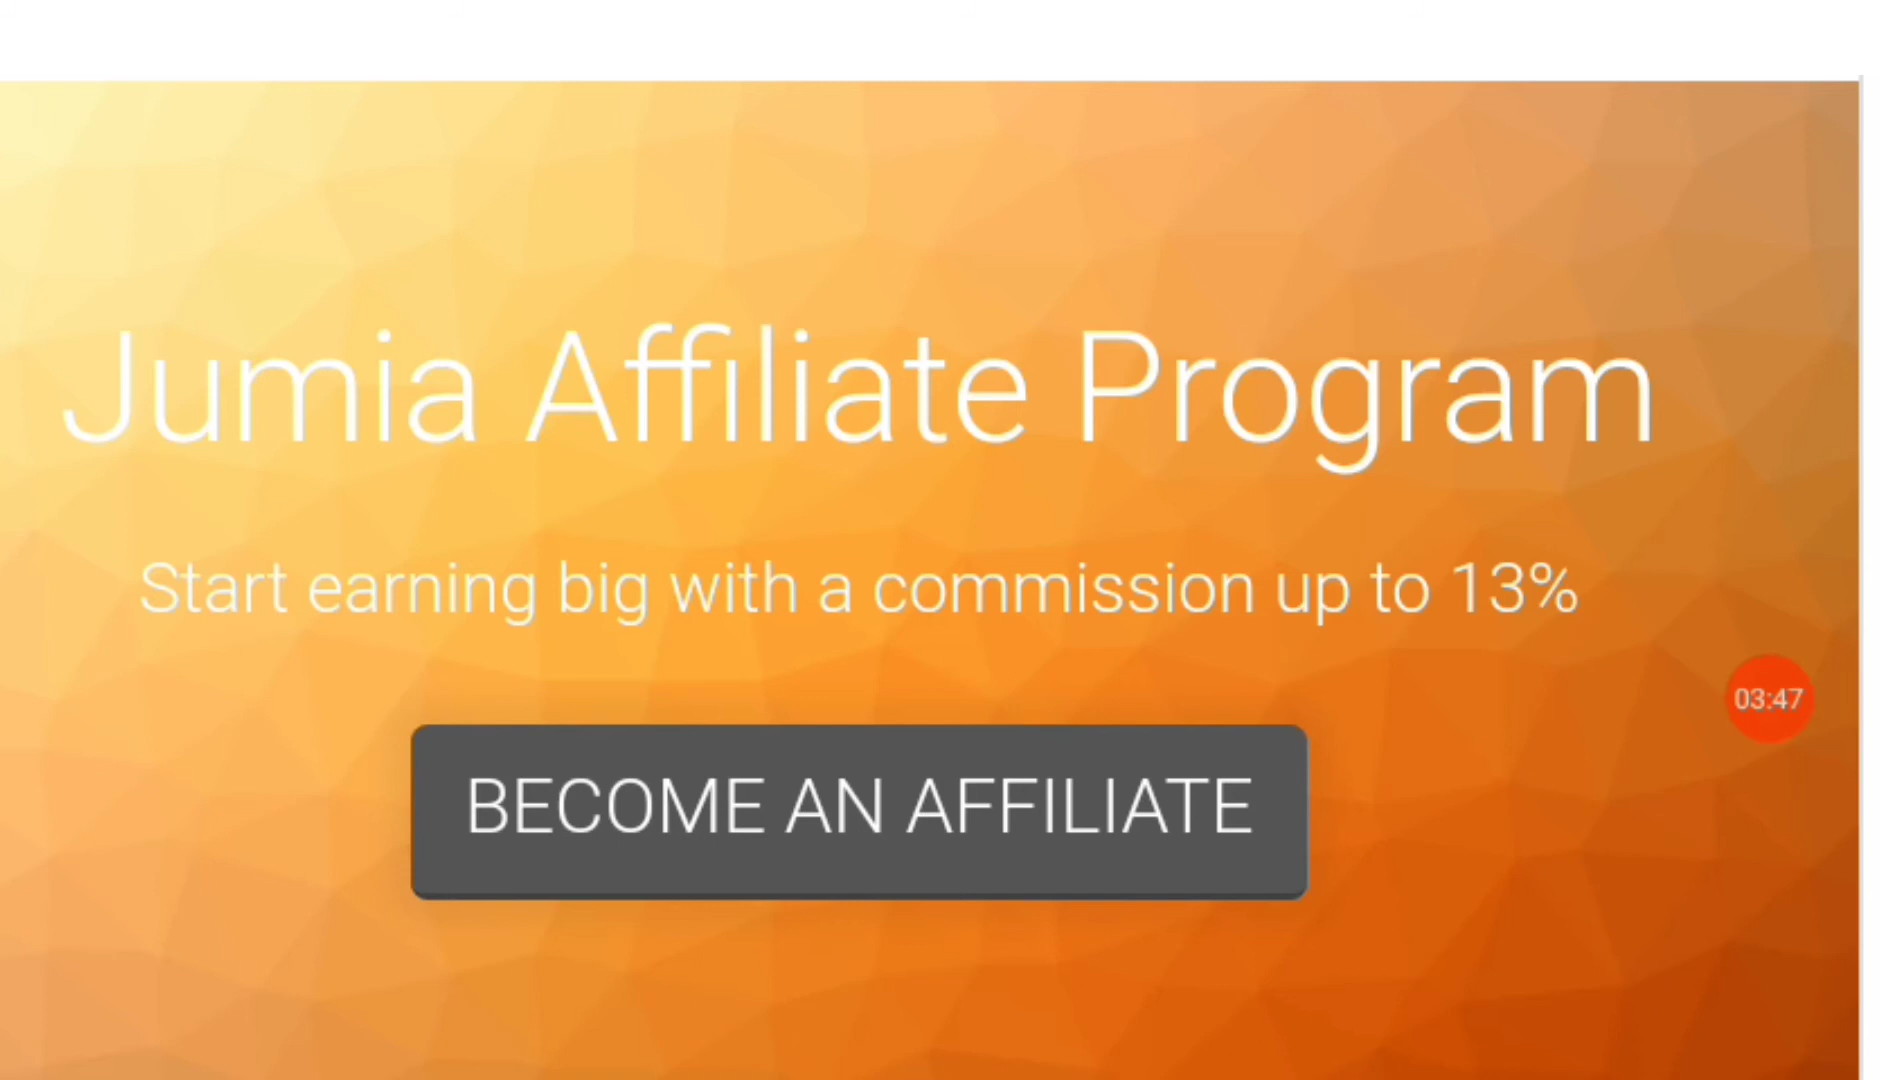 Jumia Affiliate Program
Start earning big with a commission up to 13%
03:47
BECOME AN AFFILIATE